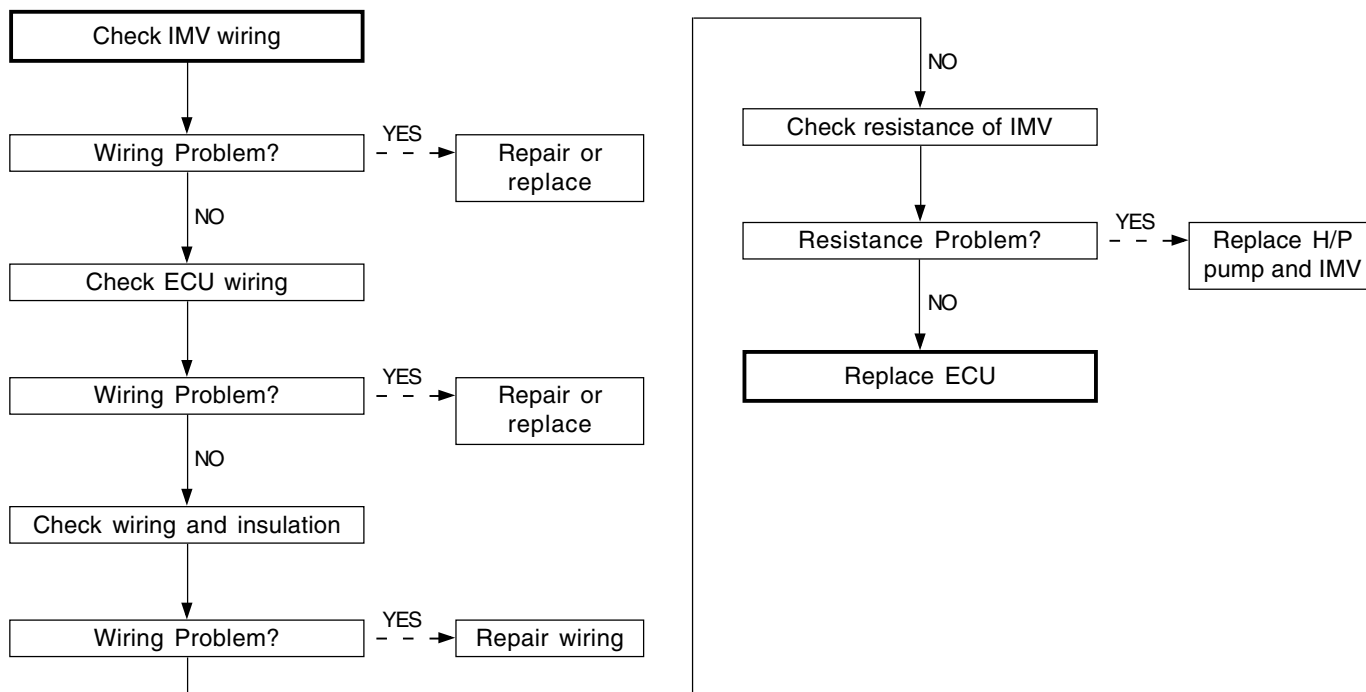 Check IMV wiring
Wiring Problem?
YES
Repair or
replace
NO
Check ECU wiring
Wiring Problem?
YES
Repair or
replace
NO
Check wiring and insulation
Wiring Problem?
YES
Repair wiring
NO
Check resistance of IMV
Resistance Problem?
YES
Replace H/P
pump and IMV
NO
Replace ECU